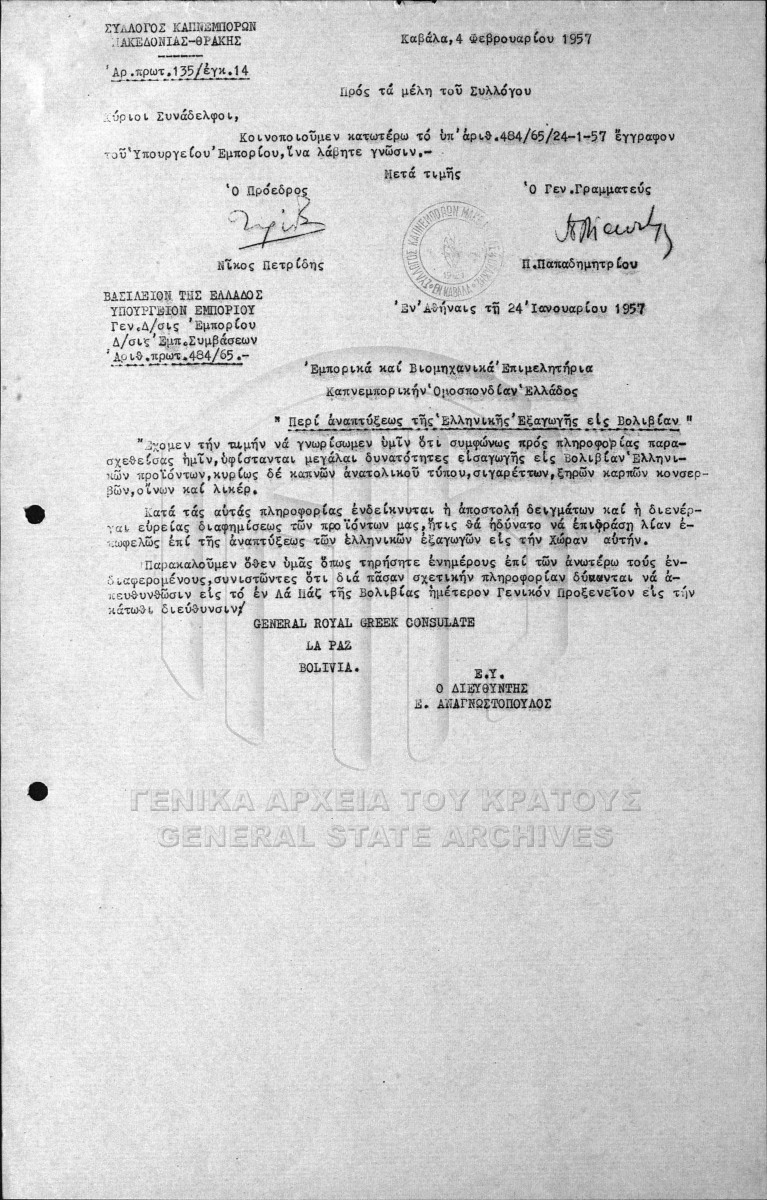 ΣΥΛΛΟΓΟΣ ΚΑΠΝΕΜΠΟΡΩΝ
ΜΑΚΕΔΟΝΙΑΣ-ΘΡΑΚΗΣ
Καβάλα, 4 Φεβρουαρίου 1957
Ἀρ.πρωτ.135/ἐγκ.14
Πρός τά μέλη τοῦ Συλλόγου
Κύριοι Συνάδελφοι,
Κοινοποιοῦμεν κατωτέρω τό ὑπ'ἀριθ.484/65/24-1-57 ἔγγραφον
τοῦ Ὑπουργείου Ἐμπορίου, ἵνα λάβητε γνῶσιν.-
Μετά τιμῆς
Ὁ Πρόεδρος
Ὁ Γεν.Γραμματεύς
ΣΥΛΛΟΓΟΣ ΚΑΠΝΕΜΠΟΡΩΝ
ΕΝ ΚΑΒΑΛΑ
Νῖκος Πετρίδης
Π.Παπαδημητρίου
ΒΑΣΙΛΕΙΟΝ ΤΗΣ ΕΛΛΑΔΟΣ
ΥΠΟΥΡΓΕΙΟΝ ΕΜΠΟΡΙΟΥ
Ἐν Ἀθήναις τῇ 24 Ἰανουαρίου 1957
Γεν.Δ/σις Ἐμπορίου
Δ/σις Ἐμπ.Συμβάσεων
Ἀριθ.πρωτ.484/65.-
Ἐμπορικά καί Βιομηχανικά Ἐπιμελητήρια
Καπνεμπορικήν Ὁμοσπονδίαν Ἑλλάδος
" Περί ἀναπτύξεως τῆς Ἑλληνικῆς Ἐξαγωγῆς εἰς Βολιβίαν "
Ἔχομεν τήν τιμήν νά γνωρίσωμεν ὑμῖν ὅτι συμφώνως πρός πληροφορίας παρα-
σχεθείσας ἡμῖν, ὑφίστανται μεγάλαι δυνατότητες εἰσαγωγῆς εἰς Βολιβίαν Ἑλληνι-
κῶν προϊόντων, κυρίως δέ καπνῶν ἀνατολικοῦ τύπου, σιγαρέττων, ξηρῶν καρπῶν κονσερ-
βῶν, οἴνων καί λικέρ.
Κατά τάς αὐτάς πληροφορίας ἐνδείκνυται ἡ ἀποστολή δειγμάτων καί ἡ διενέρ-
γαι εὐρείας διαφημίσεως τῶν προϊόντων μας, ἥτις θά ἠδύνατο νά ἐπιδράσῃ λίαν ἐ-
πωφελῶς ἐπί τῆς ἀναπτύξεως τῶν ἑλληνικῶν ἐξαγωγῶν εἰς τήν Χώραν αὐτήν.
Παρακαλοῦμεν ὅθεν ὑμᾶς ὅπως τηρήσητε ἐνημέρους ἐπί τῶν ἀνωτέρω τούς ἐν-
διαφερομένους, συνιστῶντες ὅτι διά πᾶσαν σχετικήν πληροφορίαν δύνανται νά ἀ-
πευθυνθῶσιν εἰς τό ἐν Λά Πάζ τῆς Βολιβίας ἡμέτερον Γενικόν Προξενεῖον εἰς τήν
κάτωθι διεύθυνσιν/
GENERAL ROYAL GREEK CONSULATE
LA PAZ
BOLIVIA.
Ε.Υ.
Ο ΔΙΕΥΘΥΝΤΗΣ
Ε. ΑΝΑΓΝΩΣΤΟΠΟΥΛΟΣ
ΓΕΝΙΚΑ ΑΡΧΕΙΑ ΤΟΥ ΚΡΑΤΟΥΣ
GENERAL STATE ARCHIVES